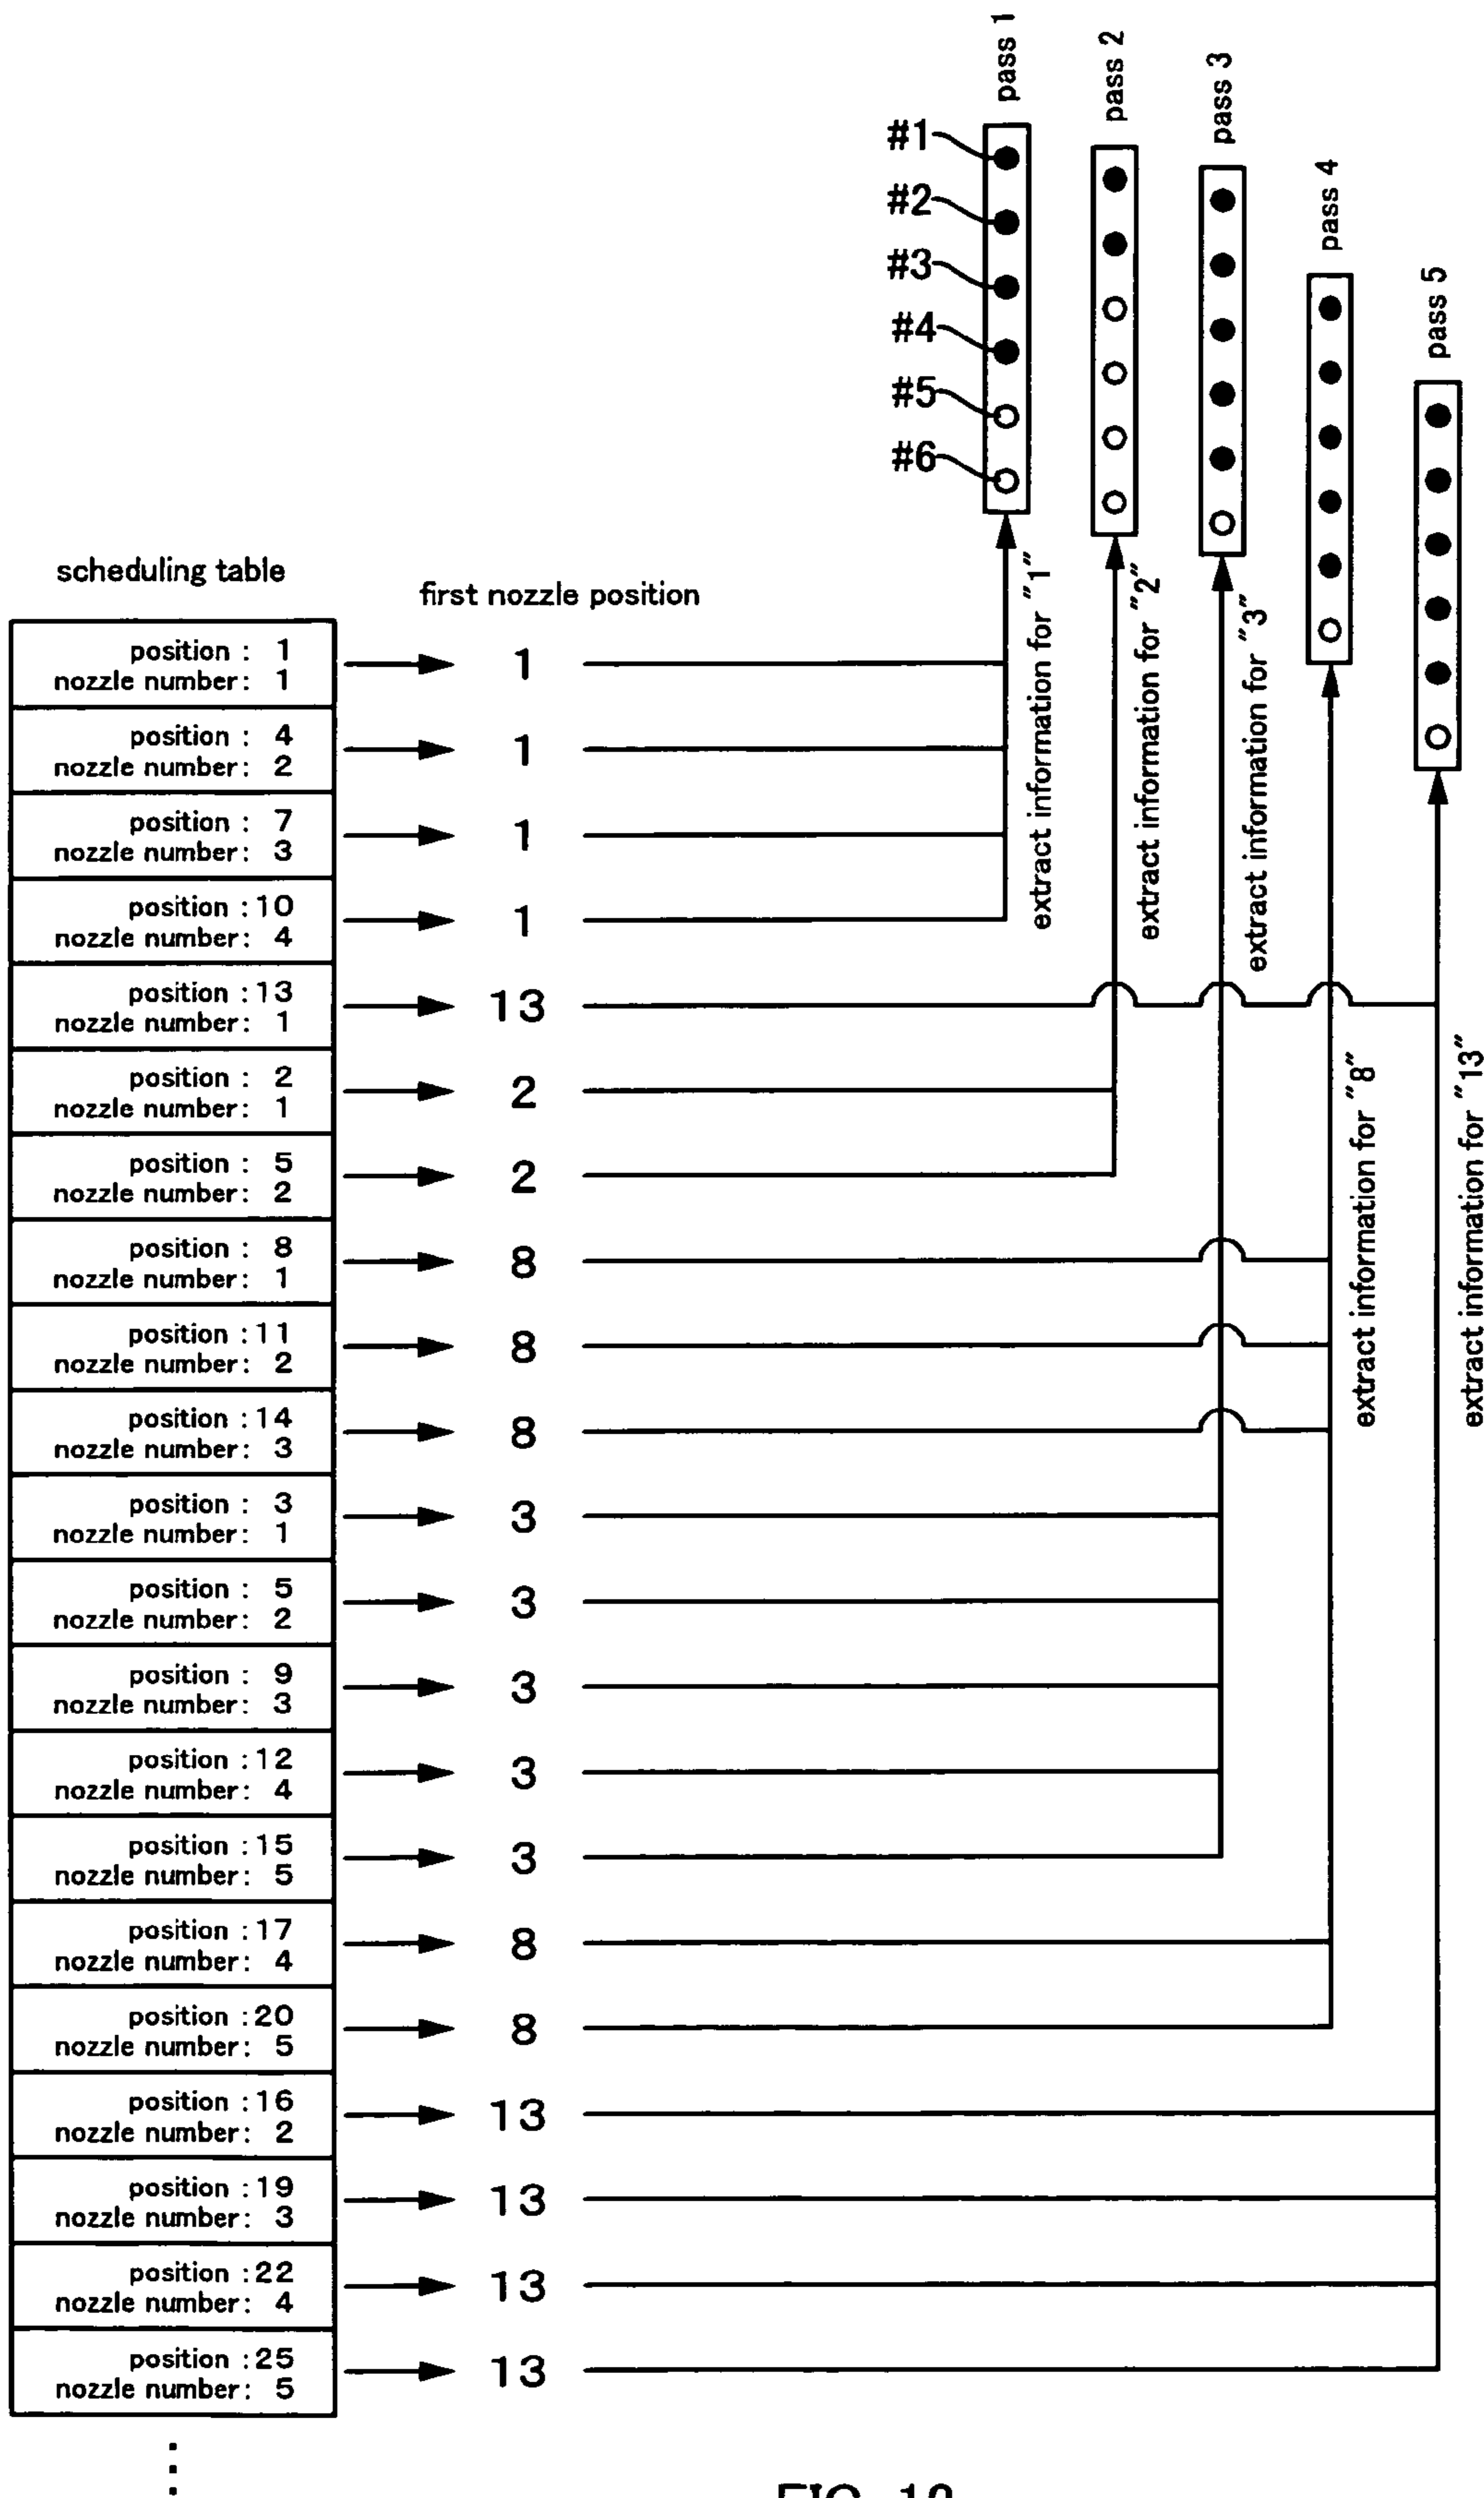 pass 1
pass 2
pass 3
pass 4
pass 5
#1
#2
#3
#4
#5
#6
extract information for "1"
extract information for "2"
extract information for "3"
extract information for "8"
extract information for "13"
scheduling table
first nozzle position
position : 1
nozzle number: 1
1
position : 4
nozzle number: 2
1
position : 7
nozzle number: 3
1
position :10
nozzle number: 4
1
position :13
nozzle number: 1
13
position : 2
nozzle number: 1
2
position : 5
nozzle number: 2
2
position : 8
nozzle number: 1
8
position :11
nozzle number: 2
8
position :14
nozzle number: 3
8
position : 3
nozzle number: 1
3
position : 5
nozzle number: 2
3
position : 9
nozzle number: 3
3
position :12
nozzle number: 4
3
position :15
nozzle number: 5
3
position :17
nozzle number: 4
8
position :20
nozzle number: 5
8
position :16
nozzle number: 2
13
position :19
nozzle number: 3
13
position :22
nozzle number: 4
13
position :25
nozzle number: 5
13